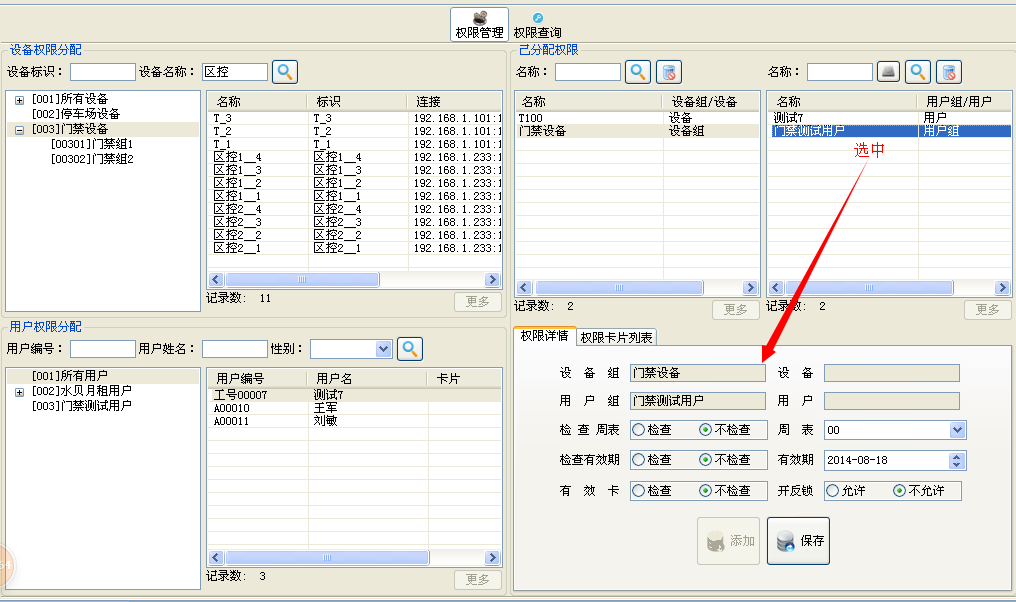 权限管理 权限查询
设备权限分配
设备标识： 设备名称： 区控
[001]所有设备
[002]停车场设备
[003]门禁设备
[00301]门禁组1
[00302]门禁组2
名称 标识 连接
T_3 T_3 192.168.1.101:1
T_2 T_2 192.168.1.101:1
T_1 T_1 192.168.1.101:1
区控1__4 区控1__4 192.168.1.233:1
区控1__3 区控1__3 192.168.1.233:1
区控1__2 区控1__2 192.168.1.233:1
区控1__1 区控1__1 192.168.1.233:1
区控2__4 区控2__4 192.168.1.233:1
区控2__3 区控2__3 192.168.1.233:1
区控2__2 区控2__2 192.168.1.233:1
区控2__1 区控2__1 192.168.1.233:1
记录数: 11 更多
已分配权限
名称：
名称 设备组/设备
T100 设备
门禁设备 设备组
记录数: 2 更多
名称：
名称 用户组/用户
测试7 用户
门禁测试用户 用户组
选中
记录数: 2 更多
用户权限分配
用户编号： 用户姓名： 性别：
[001]所有用户
[002]水贝月租用户
[003]门禁测试用户
用户编号 用户名 卡片
工号00007 测试7
A00010 王军
A00011 刘敏
记录数: 3 更多
64
权限详情 权限卡片列表
设 备 组 门禁设备 设 备
用 户 组 门禁测试用户 用 户
检 查 周表 检查 不检查 周 表 00
检查有效期 检查 不检查 有效期 2014-08-18
有 效 卡 检查 不检查 开反锁 允许 不允许
添加 保存